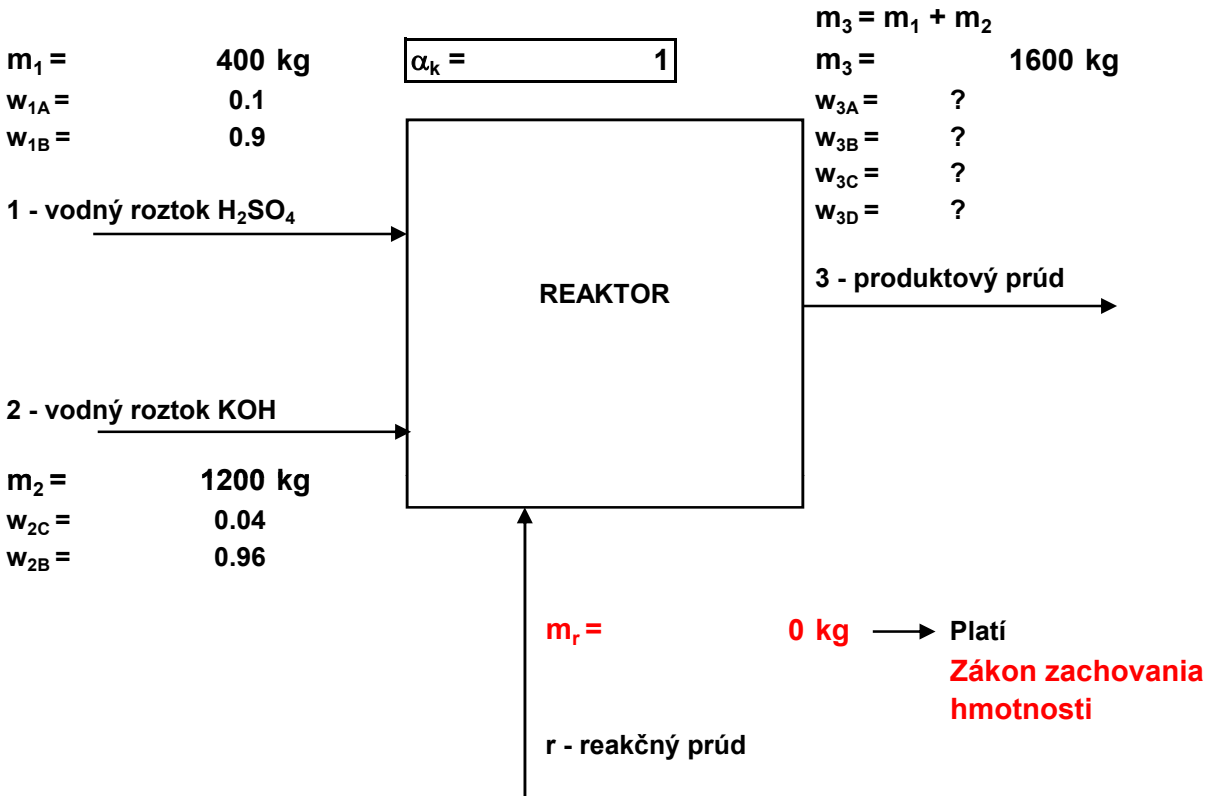 m₃ = m₁ + m₂
m₁ = 400 kg
αₖ = 1
m₃ = 1600 kg
w₁A = 0.1
w₃A = ?
w₁B = 0.9
w₃B = ?
w₃C = ?
1 - vodný roztok H₂SO₄
w₃D = ?
3 - produktový prúd
REAKTOR
2 - vodný roztok KOH
m₂ = 1200 kg
w₂C = 0.04
w₂B = 0.96
mᵣ = 0 kg → Platí
Zákon zachovania
hmotnosti
r - reakčný prúd